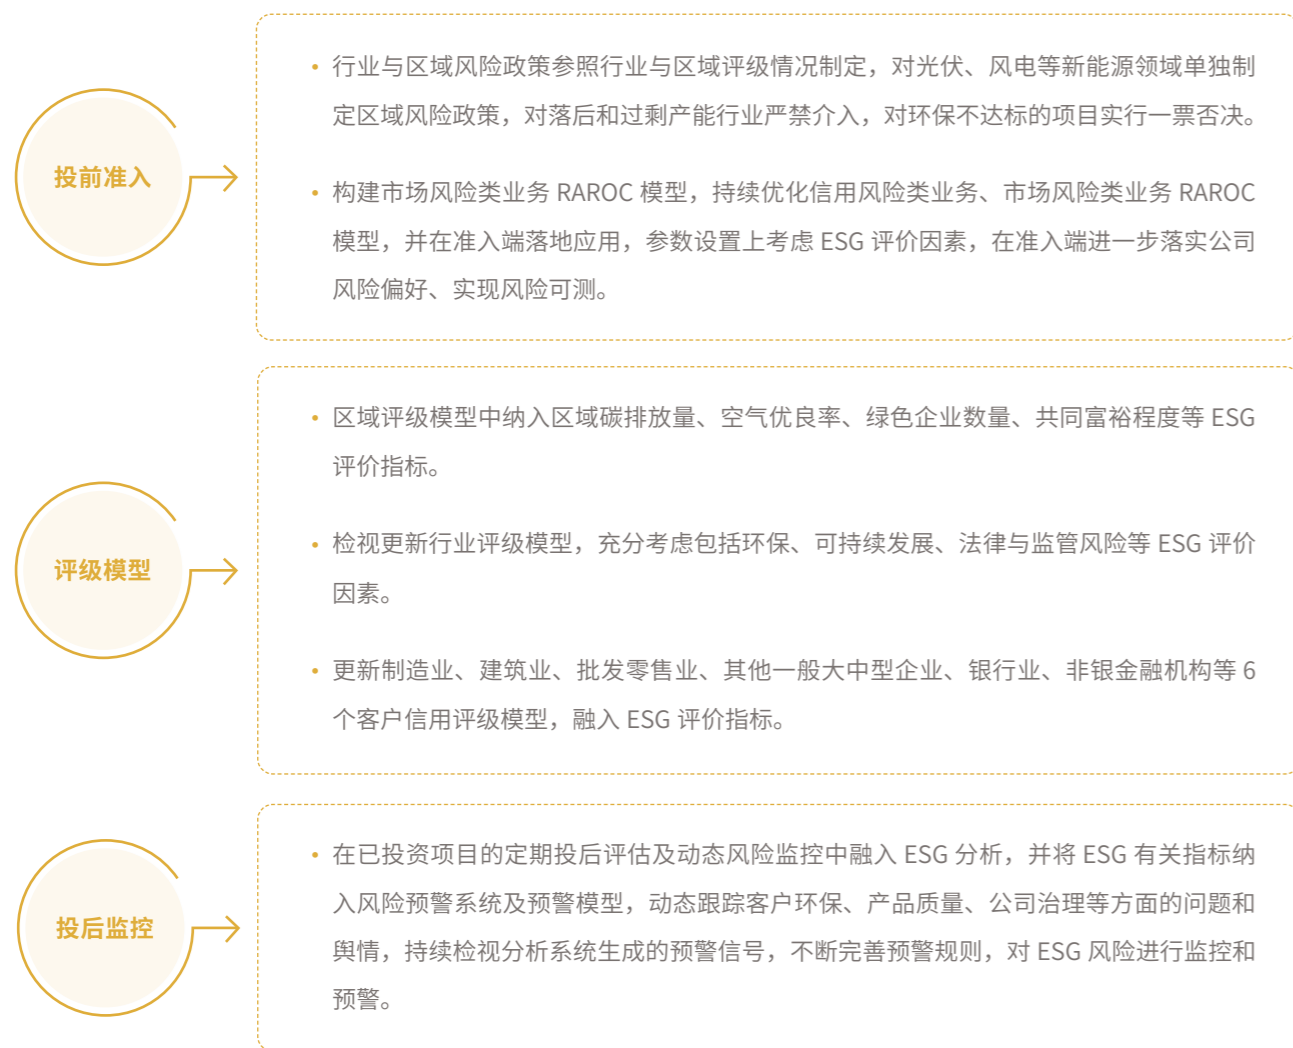 投前准入
• 行业与区域风险政策参照行业与区域评级情况制定，对光伏、风电等新能源领域单独制
定区域风险政策，对落后和过剩产能行业严禁介入，对环保不达标的项目实行一票否决。
• 构建市场风险类业务 RAROC 模型，持续优化信用风险类业务、市场风险类业务 RAROC
模型，并在准入端落地应用，参数设置上考虑 ESG 评价因素，在准入端进一步落实公司
风险偏好、实现风险可测。
评级模型
• 区域评级模型中纳入区域碳排放量、空气优良率、绿色企业数量、共同富裕程度等 ESG
评价指标。
• 检视更新行业评级模型，充分考虑包括环保、可持续发展、法律与监管风险等 ESG 评价
因素。
• 更新制造业、建筑业、批发零售业、其他一般大中型企业、银行业、非银金融机构等 6
个客户信用评级模型，融入 ESG 评价指标。
投后监控
• 在已投资项目的定期投后评估及动态风险监控中融入 ESG 分析，并将 ESG 有关指标纳
入风险预警系统及预警模型，动态跟踪客户环保、产品质量、公司治理等方面的问题和
舆情，持续检视分析系统生成的预警信号，不断完善预警规则，对 ESG 风险进行监控和
预警。